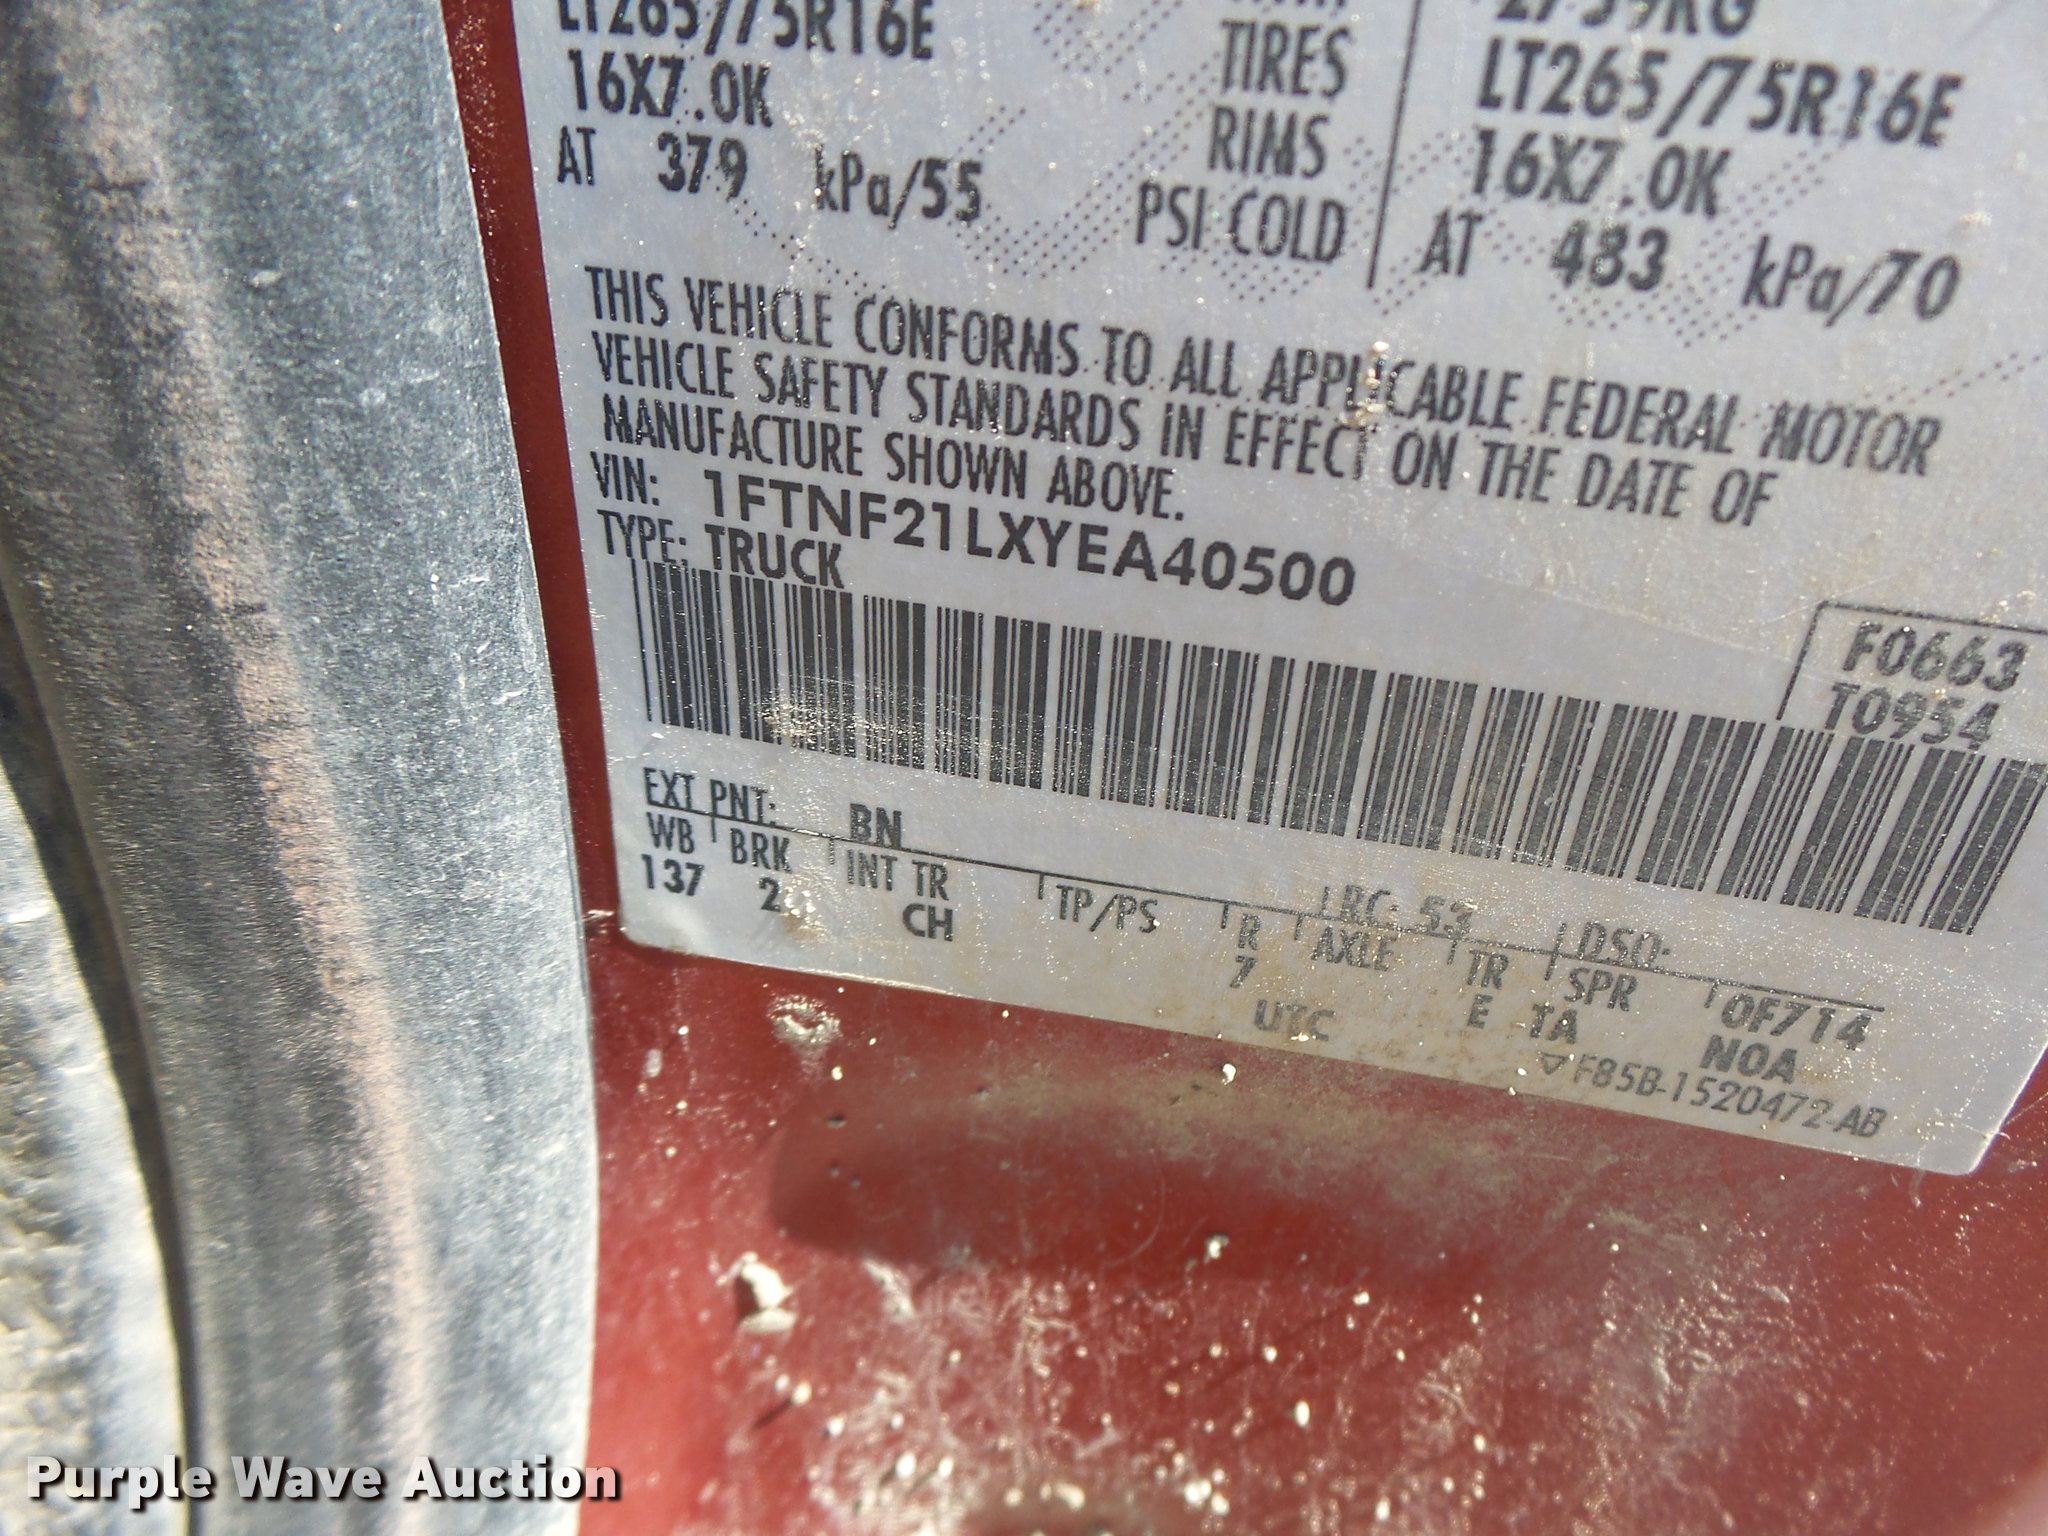 LT265/75R16E
16X7.0K
AT 379 kPa/55
TIRES
RIMS
PSI COLD
LT265/75R16E
16X7.0K
AT 483 kPa/70
THIS VEHICLE CONFORMS TO ALL APPLICABLE FEDERAL MOTOR
VEHICLE SAFETY STANDARDS IN EFFECT ON THE DATE OF
MANUFACTURE SHOWN ABOVE.
VIN: 1FTNF21LXYEA40500
TYPE: TRUCK
F0663
T0954
EXT PNT: BN
RC: 53 DSO:
WB BRK INT TR TP/PS R AXLE TR SPR 0F714
137 2 CH 7 E TA NOA
UTC
F85B-1520472-AB
Purple Wave Auction